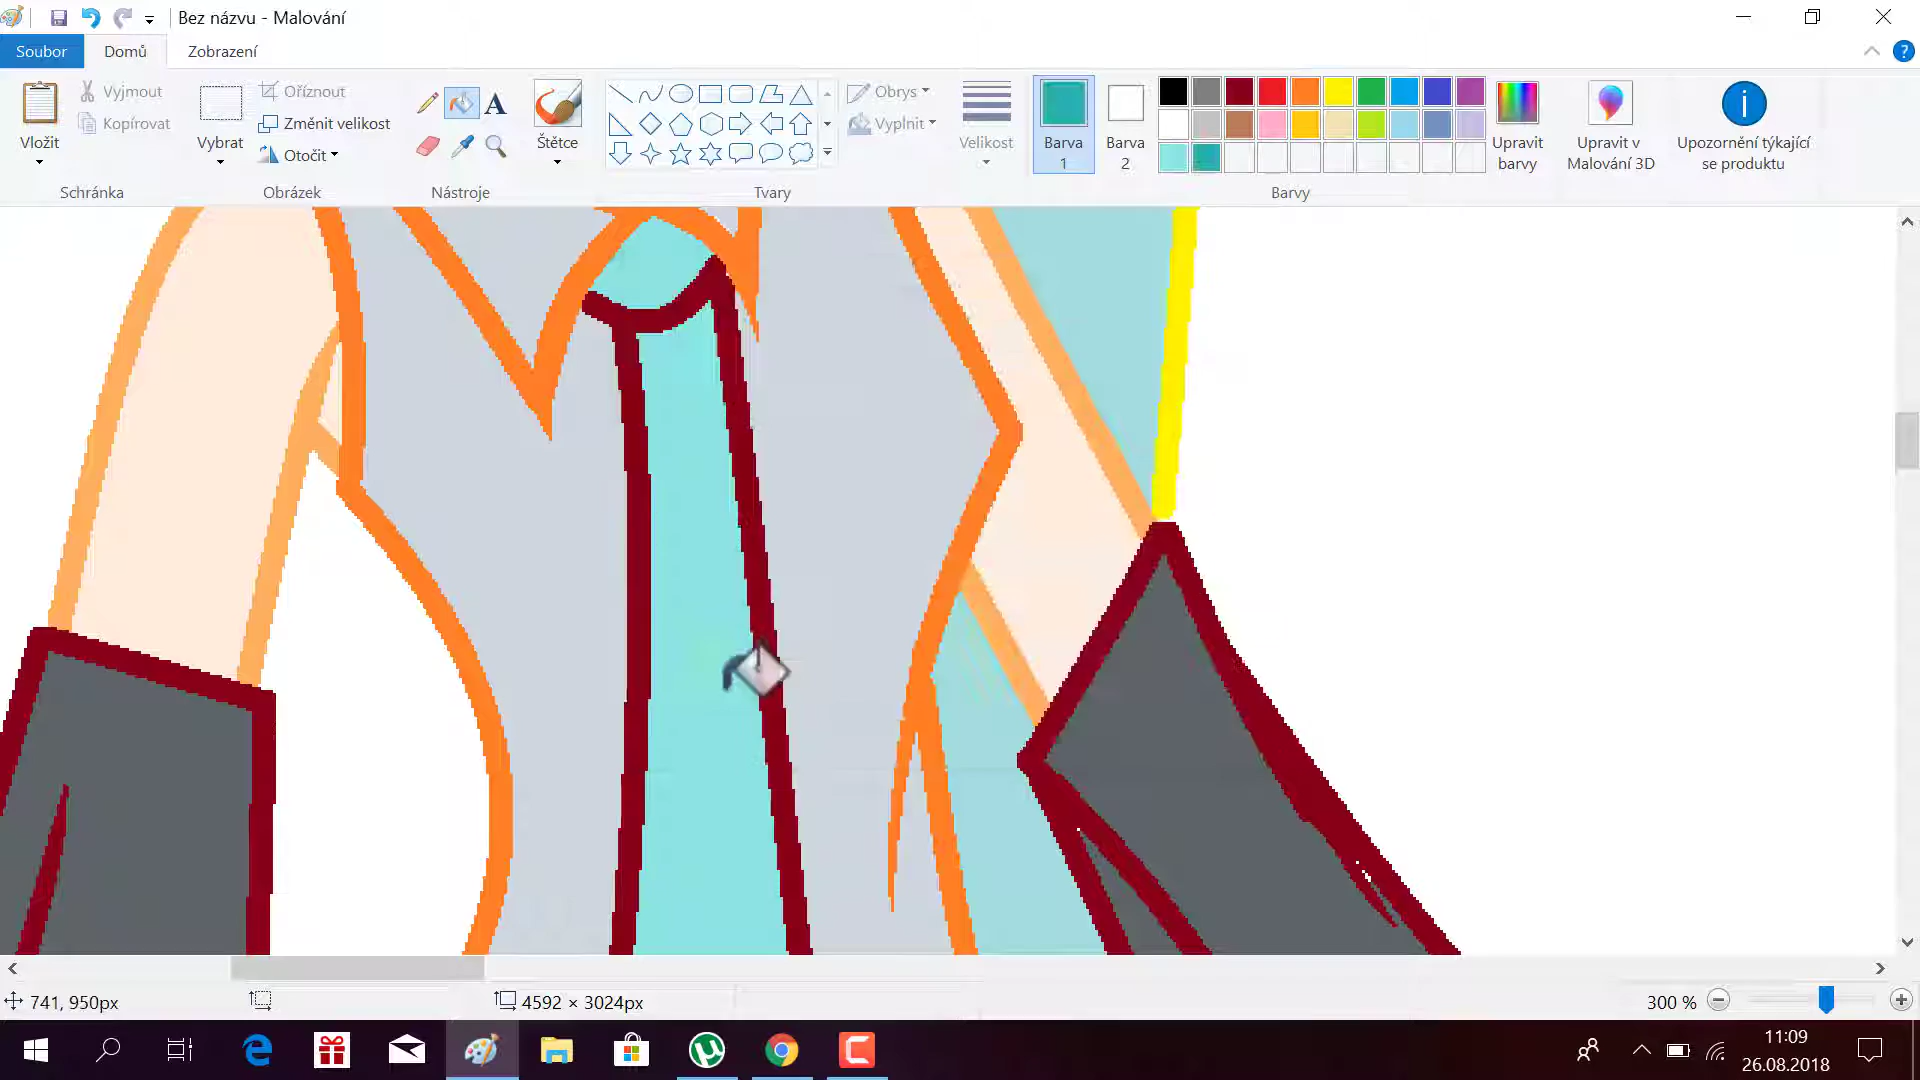 Bez názvu - Malování
Soubor
Domů
Zobrazení
?
Vložit
Vyjmout
Kopírovat
Schránka
Vybrat
Oříznout
Změnit velikost
Otočit
Obrázek
A
Nástroje
Štětce
Tvary
Obrys
Vyplnit
Velikost
Barva
1
Barva
2
Barvy
Upravit
barvy
Upravit v
Malování 3D
Upozornění týkající
se produktu
741, 950px
4592 × 3024px
300 %
11:09
26.08.2018